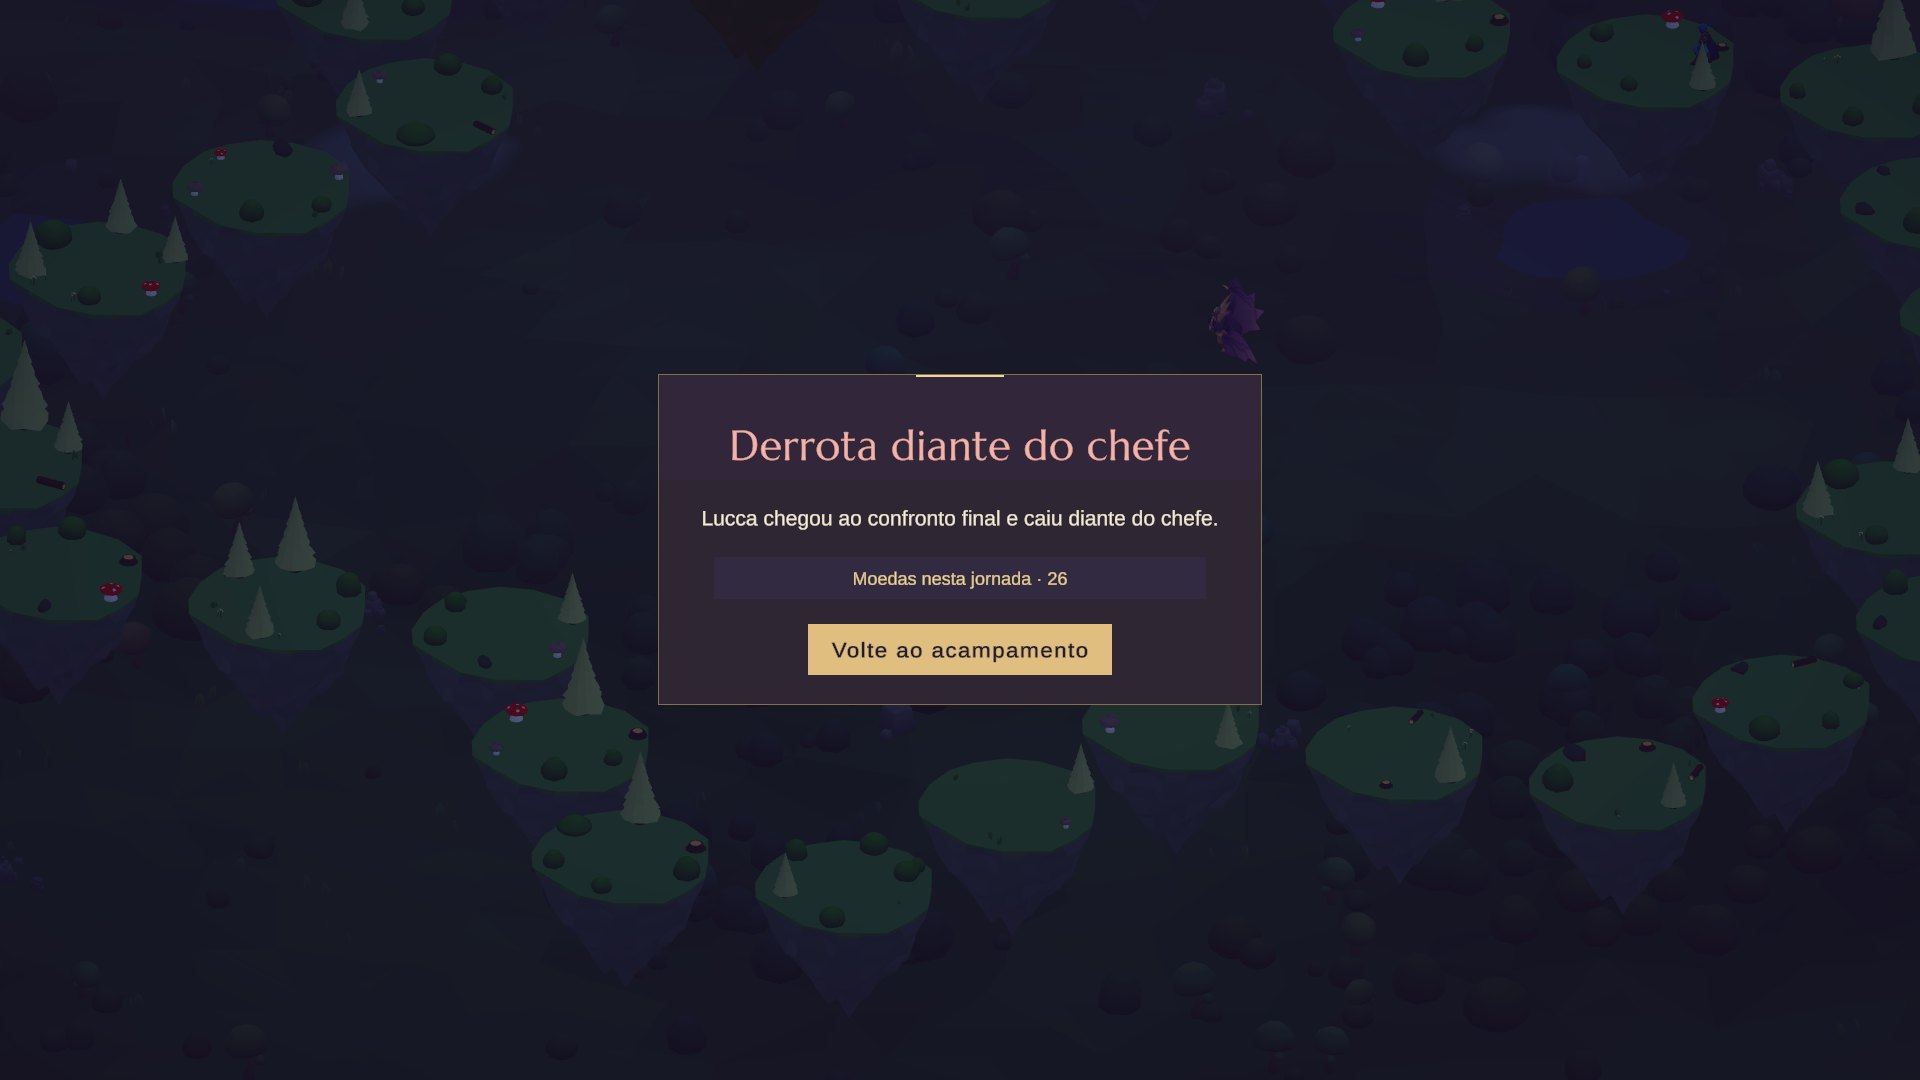 Derrota diante do chefe
Lucca chegou ao confronto final e caiu diante do chefe.
Moedas nesta jornada · 26
Volte ao acampamento